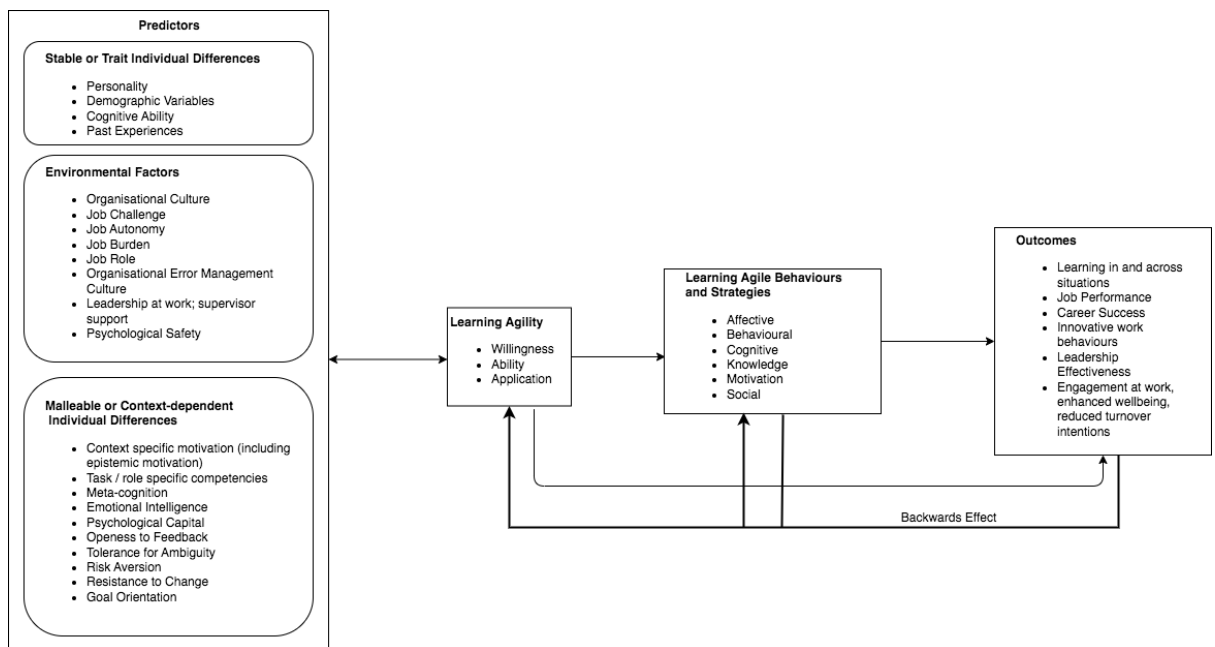 Predictors
Stable or Trait Individual Differences
• Personality
• Demographic Variables
• Cognitive Ability
• Past Experiences
Environmental Factors
• Organisational Culture
• Job Challenge
• Job Autonomy
• Job Burden
• Job Role
• Organisational Error Management
Culture
• Leadership at work; supervisor
support
• Psychological Safety
Malleable or Context-dependent
Individual Differences
• Context specific motivation (including
epistemic motivation)
• Task / role specific competencies
• Meta-cognition
• Emotional Intelligence
• Psychological Capital
• Openess to Feedback
• Tolerance for Ambiguity
• Risk Aversion
• Resistance to Change
• Goal Orientation
Learning Agility
• Willingness
• Ability
• Application
Learning Agile Behaviours
and Strategies
• Affective
• Behavioural
• Cognitive
• Knowledge
• Motivation
• Social
Outcomes
• Learning in and across
situations
• Job Performance
• Career Success
• Innovative work
behaviours
• Leadership
Effectiveness
• Engagement at work,
enhanced wellbeing,
reduced turnover
intentions
Backwards Effect